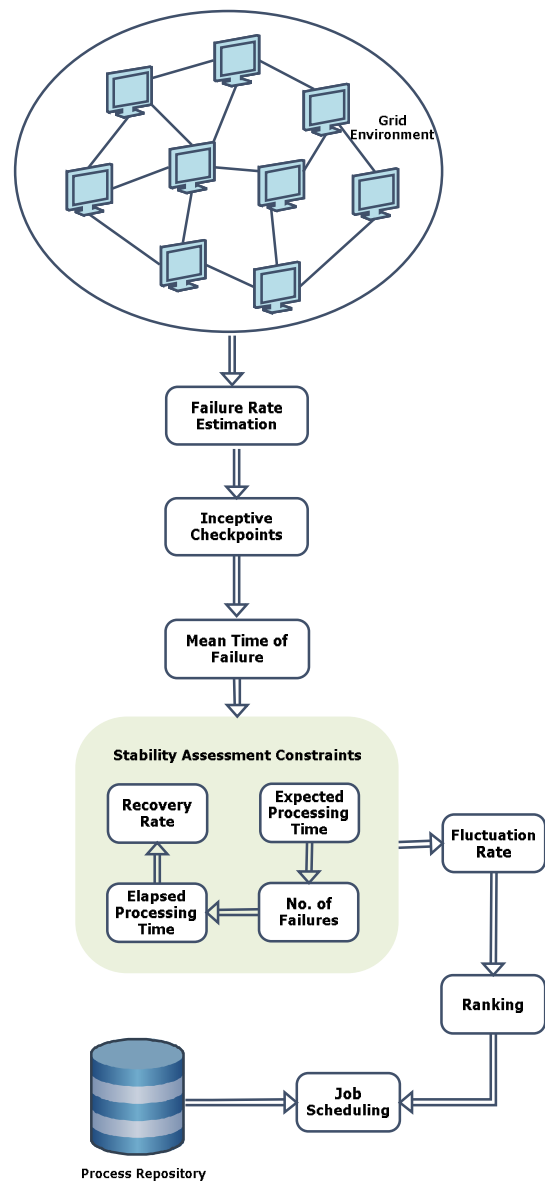 Grid
Environment
Failure Rate
Estimation
Inceptive
Checkpoints
Mean Time of
Failure
Stability Assessment Constraints
Recovery
Rate
Expected
Processing
Time
Elapsed
Processing
Time
No. of
Failures
Fluctuation
Rate
Ranking
Job
Scheduling
Process Repository